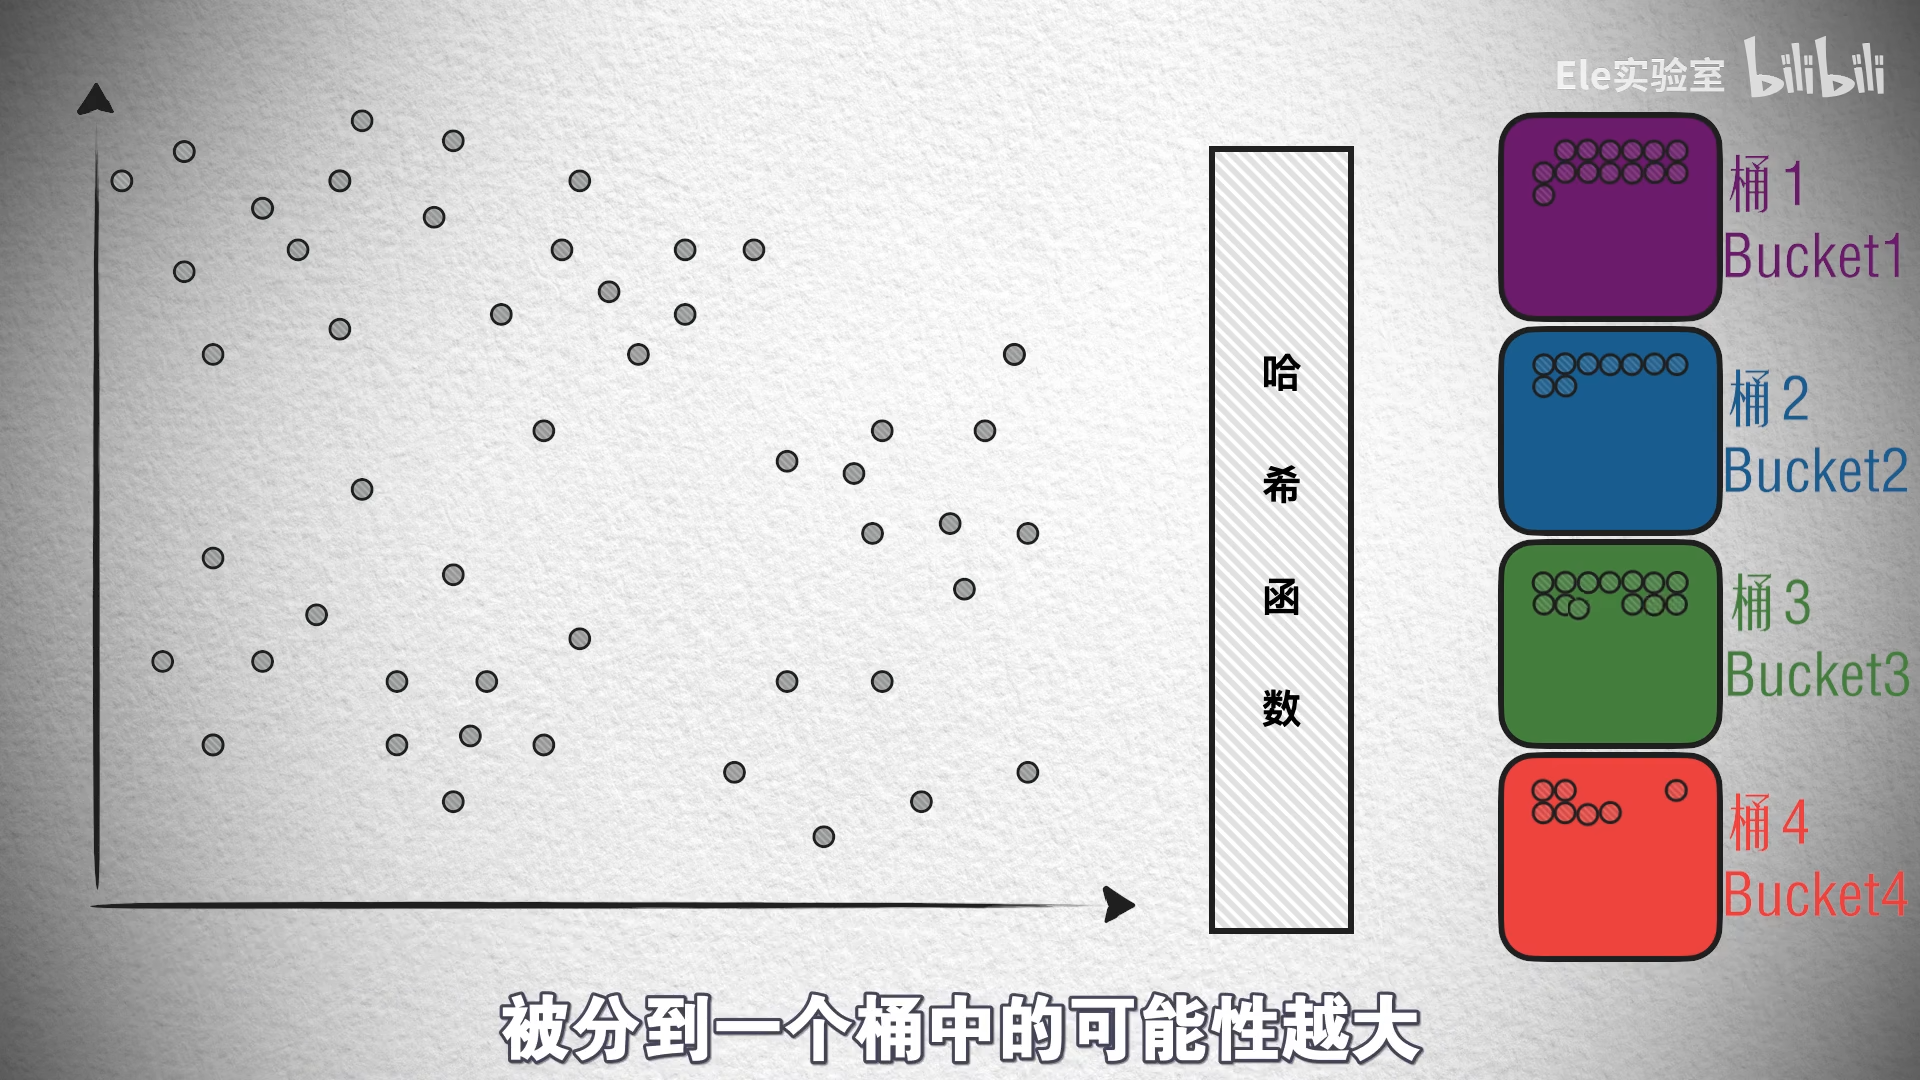 Ele实验室 bilibili
哈
希
函
数
桶1
Bucket1
桶2
Bucket2
桶3
Bucket3
桶4
Bucket4
被分到一个桶中的可能性越大